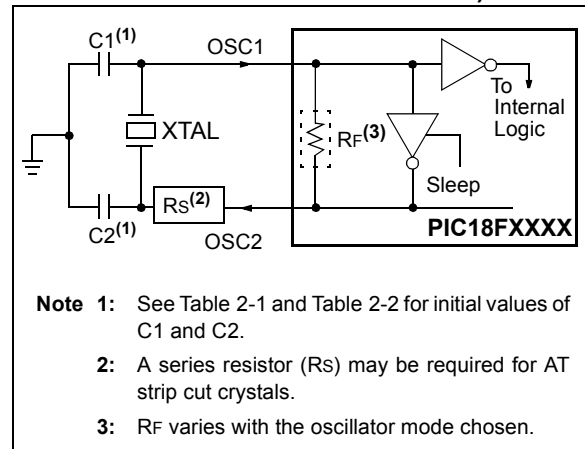 C1(1)
OSC1
To
Internal
Logic
XTAL
RF(3)
Sleep
C2(1)
RS(2)
OSC2
PIC18FXXXX
Note 1: See Table 2-1 and Table 2-2 for initial values of
C1 and C2.
2: A series resistor (RS) may be required for AT
strip cut crystals.
3: RF varies with the oscillator mode chosen.